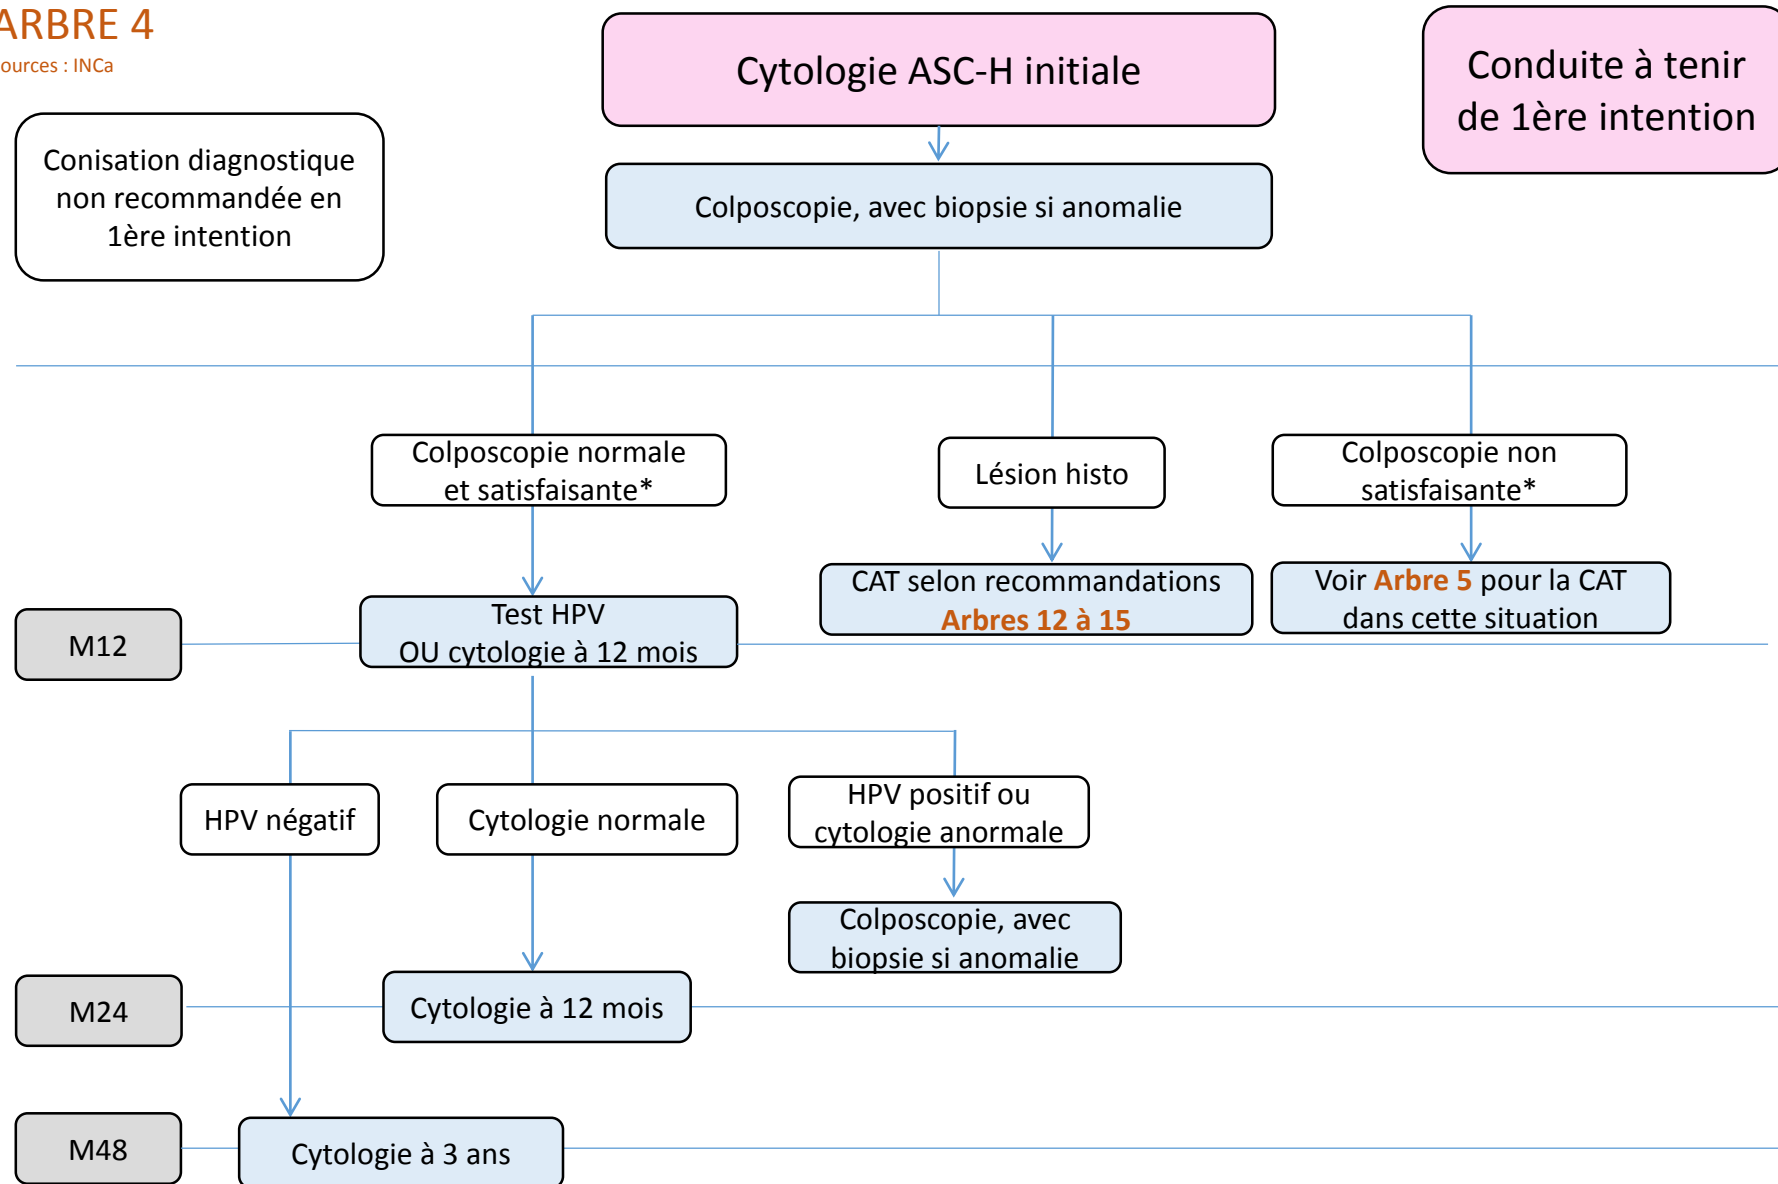 ARBRE 4
ources : INCa
Cytologie ASC-H initiale
Conduite à tenir
de 1ère intention
Conisation diagnostique
non recommandée en
1ère intention
Colposcopie, avec biopsie si anomalie
Colposcopie normale
et satisfaisante*
Lésion histo
Colposcopie non
satisfaisante*
CAT selon recommandations
Arbres 12 à 15
Voir Arbre 5 pour la CAT
dans cette situation
M12
Test HPV
OU cytologie à 12 mois
HPV négatif
Cytologie normale
HPV positif ou
cytologie anormale
Colposcopie, avec
biopsie si anomalie
M24
Cytologie à 12 mois
M48
Cytologie à 3 ans